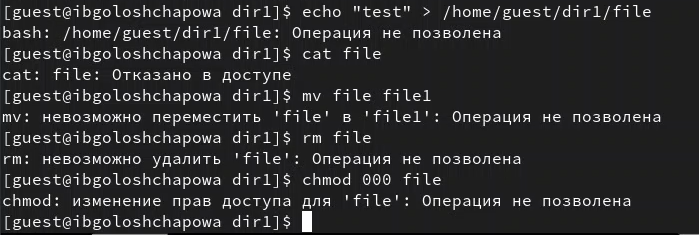 [guest@ibgoloshchapowa dir1]$ echo "test" > /home/guest/dir1/file
bash: /home/guest/dir1/file: Операция не позволена
[guest@ibgoloshchapowa dir1]$ cat file
cat: file: Отказано в доступе
[guest@ibgoloshchapowa dir1]$ mv file file1
mv: невозможно переместить 'file' в 'file1': Операция не позволена
[guest@ibgoloshchapowa dir1]$ rm file
rm: невозможно удалить 'file': Операция не позволена
[guest@ibgoloshchapowa dir1]$ chmod 000 file
chmod: изменение прав доступа для 'file': Операция не позволена
[guest@ibgoloshchapowa dir1]$